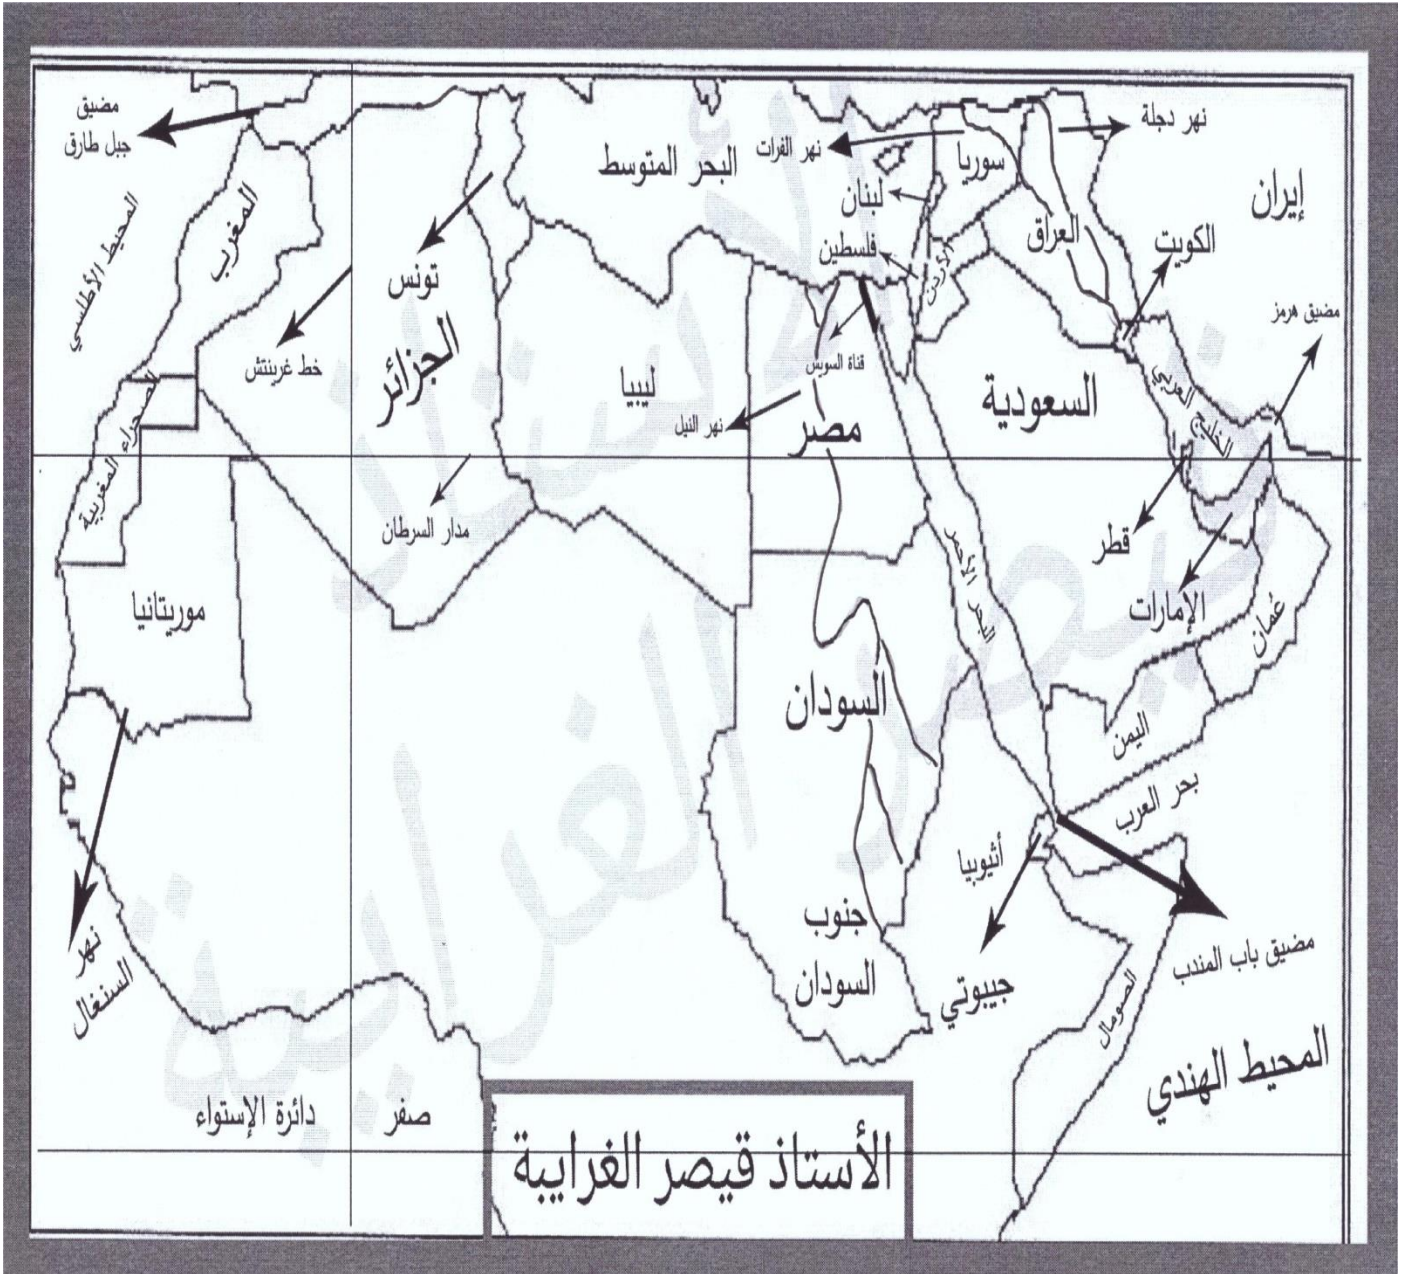 مضيق
جبل طارق
المحيط الأطلسي
المغرب
خط غرينتش
تونس
الجزائر
البحر المتوسط
نهر الفرات
سوريا
نهر دجلة
إيران
لبنان
فلسطين
الأردن
العراق
الكويت
مضيق هرمز
الخليج العربي
السعودية
قناة السويس
نهر النيل
مصر
ليبيا
الصحراء المغربية
مدار السرطان
قطر
الإمارات
عُمان
البحر الأحمر
موريتانيا
السودان
اليمن
بحر العرب
أثيوبيا
جنوب
السودان
جيبوتي
الصومال
مضيق باب المندب
المحيط الهندي
نهر
السنغال
صفر
دائرة الإستواء
الأستاذ قيصر الغرايبة
الأستاذ
قيصر الغرايبة